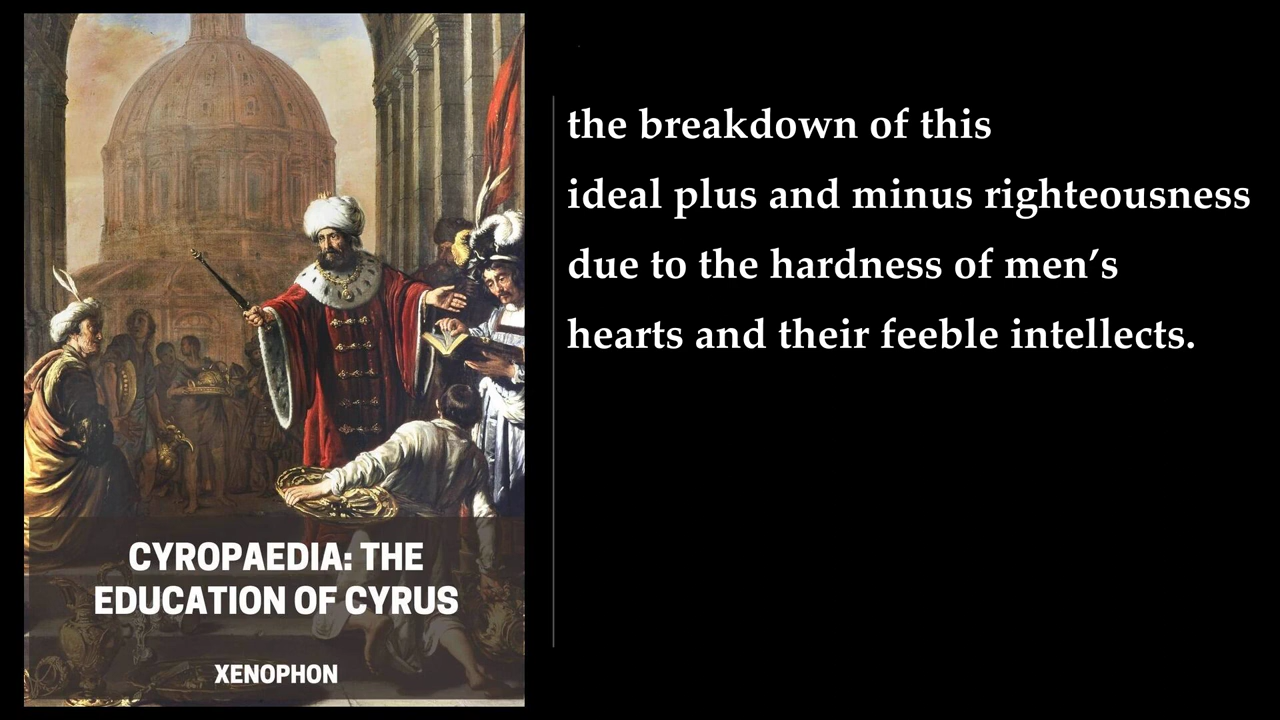 CYROPAEDIA: THE
EDUCATION OF CYRUS
XENOPHON
the breakdown of this
ideal plus and minus righteousness
due to the hardness of men’s
hearts and their feeble intellects.